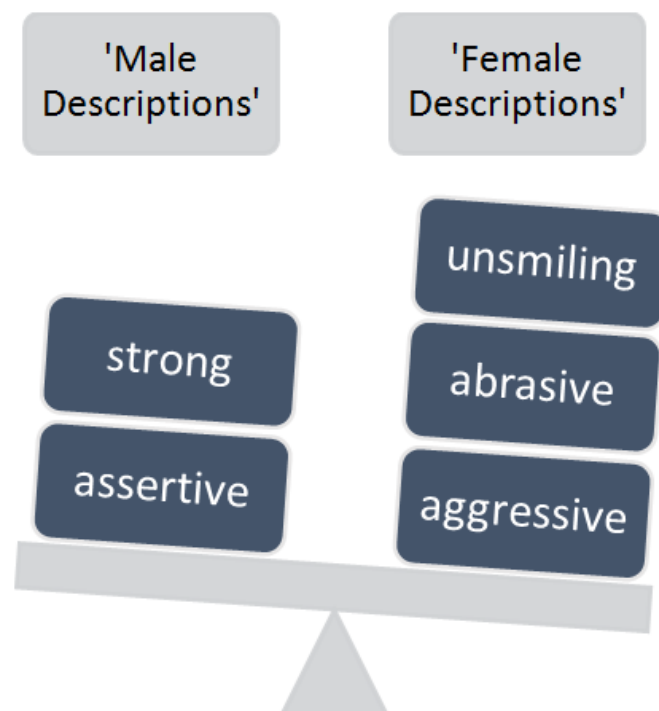 'Male
Descriptions'
'Female
Descriptions'
strong
assertive
unsmiling
abrasive
aggressive